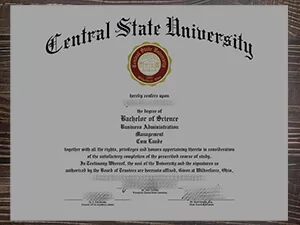 Central State University
hereby confers upon
the degree of
Bachelor of Science
Business Administration
Management
Cum Laude
together with all the rights, privileges and honors appertaining thereto in consideration
of the satisfactory completion of the prescribed course of study.
In Testimony Whereof, the seal of the University and the signatures as
authorized by the Board of Trustees are hereunto affixed. Given at Wilberforce, Ohio,